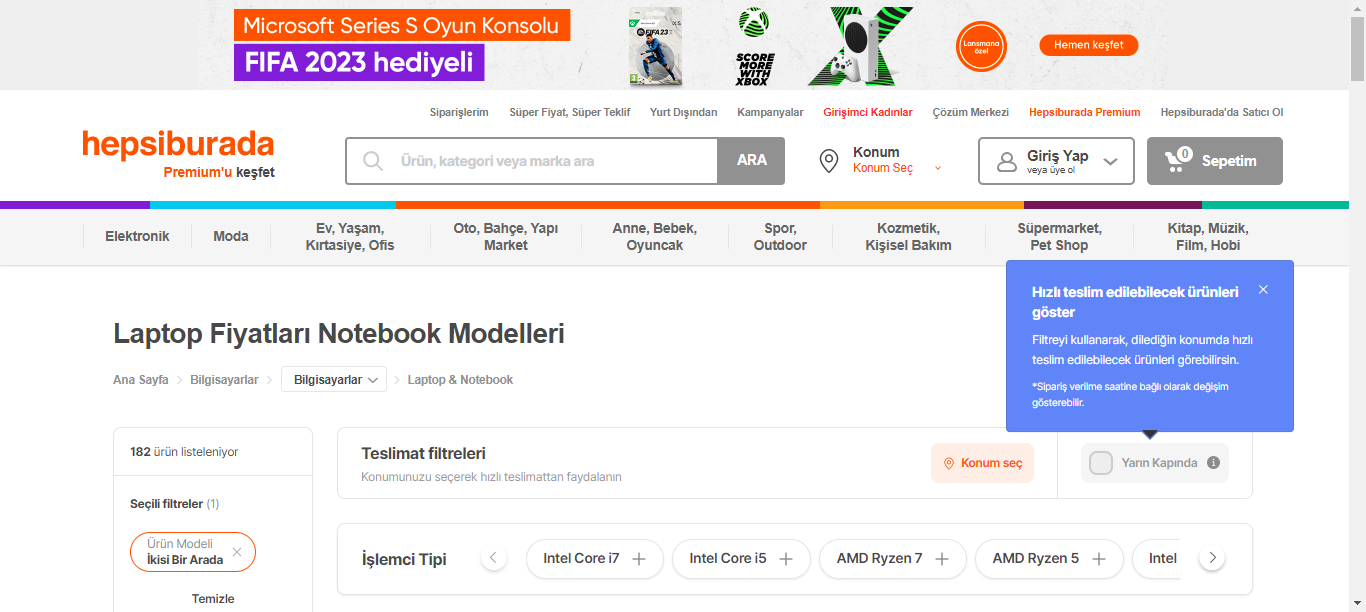 Microsoft Series S Oyun Konsolu
FIFA 2023 hediyeli
FIFA 23
SCORE
MORE
WITH
XBOX
Lansmana
özel
Hemen keşfet
Siparişlerim Süper Fiyat, Süper Teklif Yurt Dışından Kampanyalar Girişimci Kadınlar Çözüm Merkezi Hepsiburada Premium Hepsiburada'da Satıcı Ol
hepsiburada
Premium'u keşfet
Ürün, kategori veya marka ara
ARA
Konum
Konum Seç
Giriş Yap
veya üye ol
0
Sepetim
Elektronik
Moda
Ev, Yaşam,
Kırtasiye, Ofis
Oto, Bahçe, Yapı
Market
Anne, Bebek,
Oyuncak
Spor,
Outdoor
Kozmetik,
Kişisel Bakım
Süpermarket,
Pet Shop
Kitap, Müzik,
Film, Hobi
Hızlı teslim edilebilecek ürünleri
göster
Filtreyi kullanarak, dilediğin konumda hızlı
teslim edilebilecek ürünleri görebilirsin.
*Sipariş verilme saatine bağlı olarak değişim
gösterebilir.
Laptop Fiyatları Notebook Modelleri
Ana Sayfa Bilgisayarlar Bilgisayarlar Laptop & Notebook
182 ürün listeleniyor
Seçili filtreler (1)
Ürün Modeli
İkisi Bir Arada
Temizle
Teslimat filtreleri
Konumunuzu seçerek hızlı teslimattan faydalanın
Konum seç
Yarın Kapında
İşlemci Tipi
Intel Core i7
Intel Core i5
AMD Ryzen 7
AMD Ryzen 5
Intel